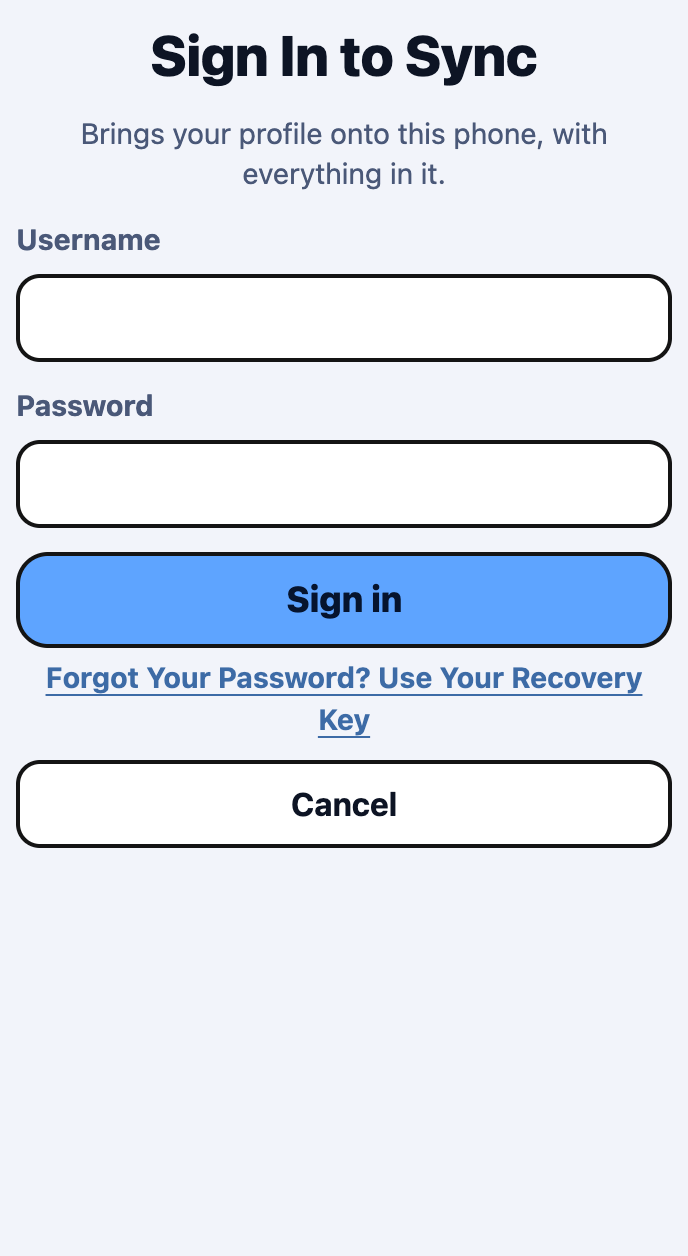 Sign In to Sync
Brings your profile onto this phone, with
everything in it.
Username
Password
Sign in
Forgot Your Password? Use Your Recovery
Key
Cancel